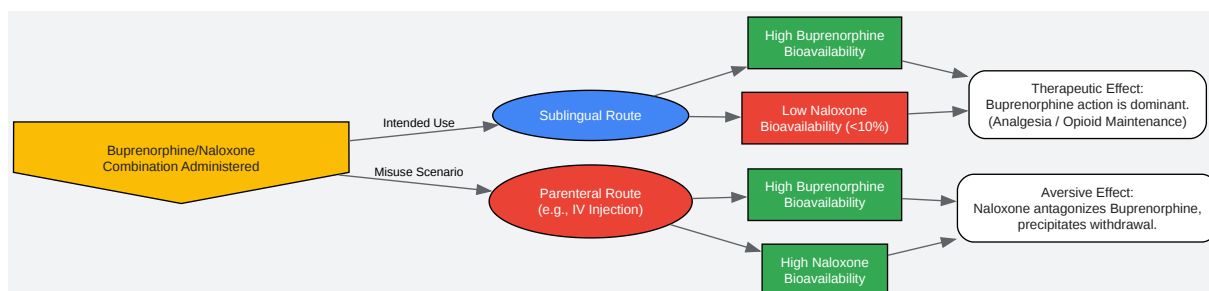 Buprenorphine/Naloxone
Combination Administered
Intended Use
Misuse Scenario
Sublingual Route
Parenteral Route
(e.g., IV Injection)
High Buprenorphine
Bioavailability
Low Naloxone
Bioavailability (<10%)
High Buprenorphine
Bioavailability
High Naloxone
Bioavailability
Therapeutic Effect:
Buprenorphine action is dominant.
(Analgesia / Opioid Maintenance)
Aversive Effect:
Naloxone antagonizes Buprenorphine,
precipitates withdrawal.